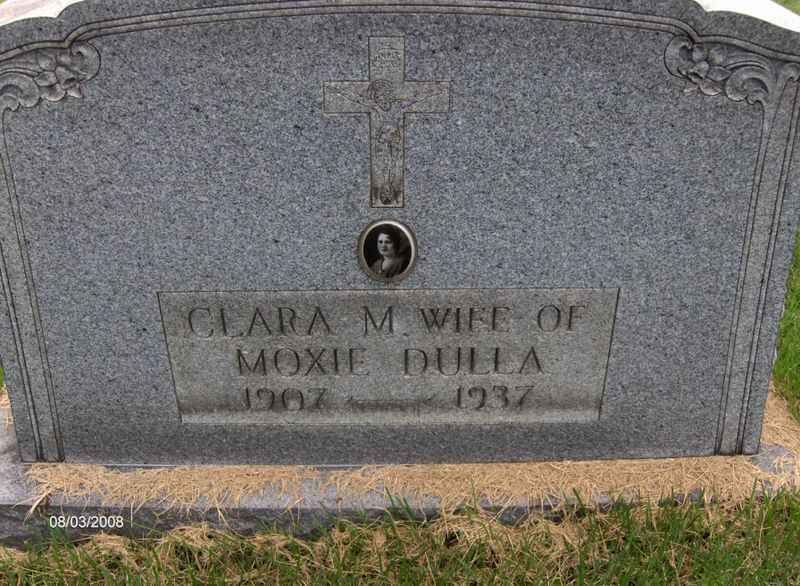 CLARA M. WIFE OF
MOXIE DULLA
1907 — 1937
08/03/2008